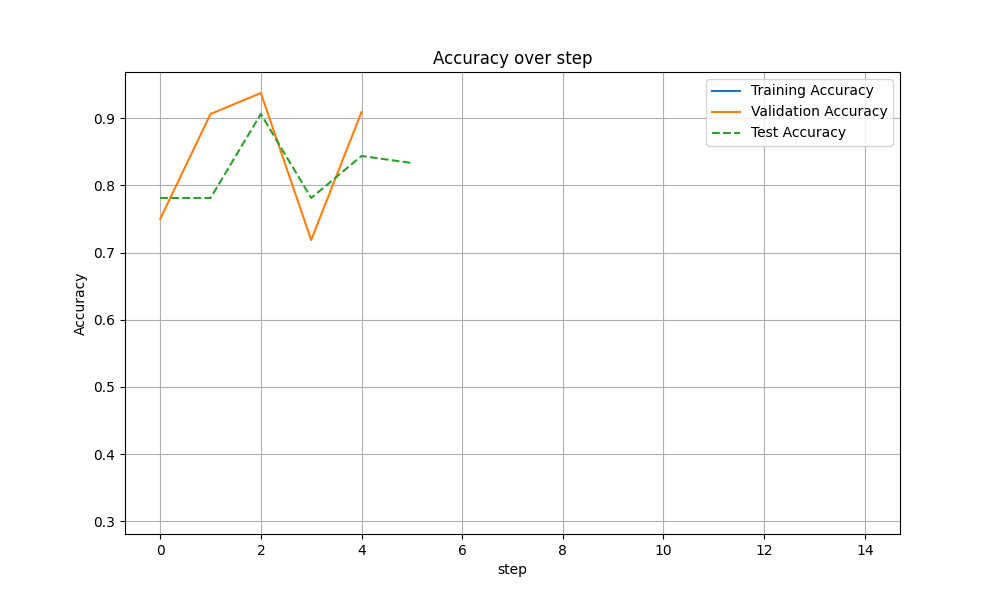 Accuracy over step
Training Accuracy
Validation Accuracy
Test Accuracy
0.9
0.8
0.7
0.6
0.5
0.4
0.3
Accuracy
0 2 4 6 8 10 12 14
step